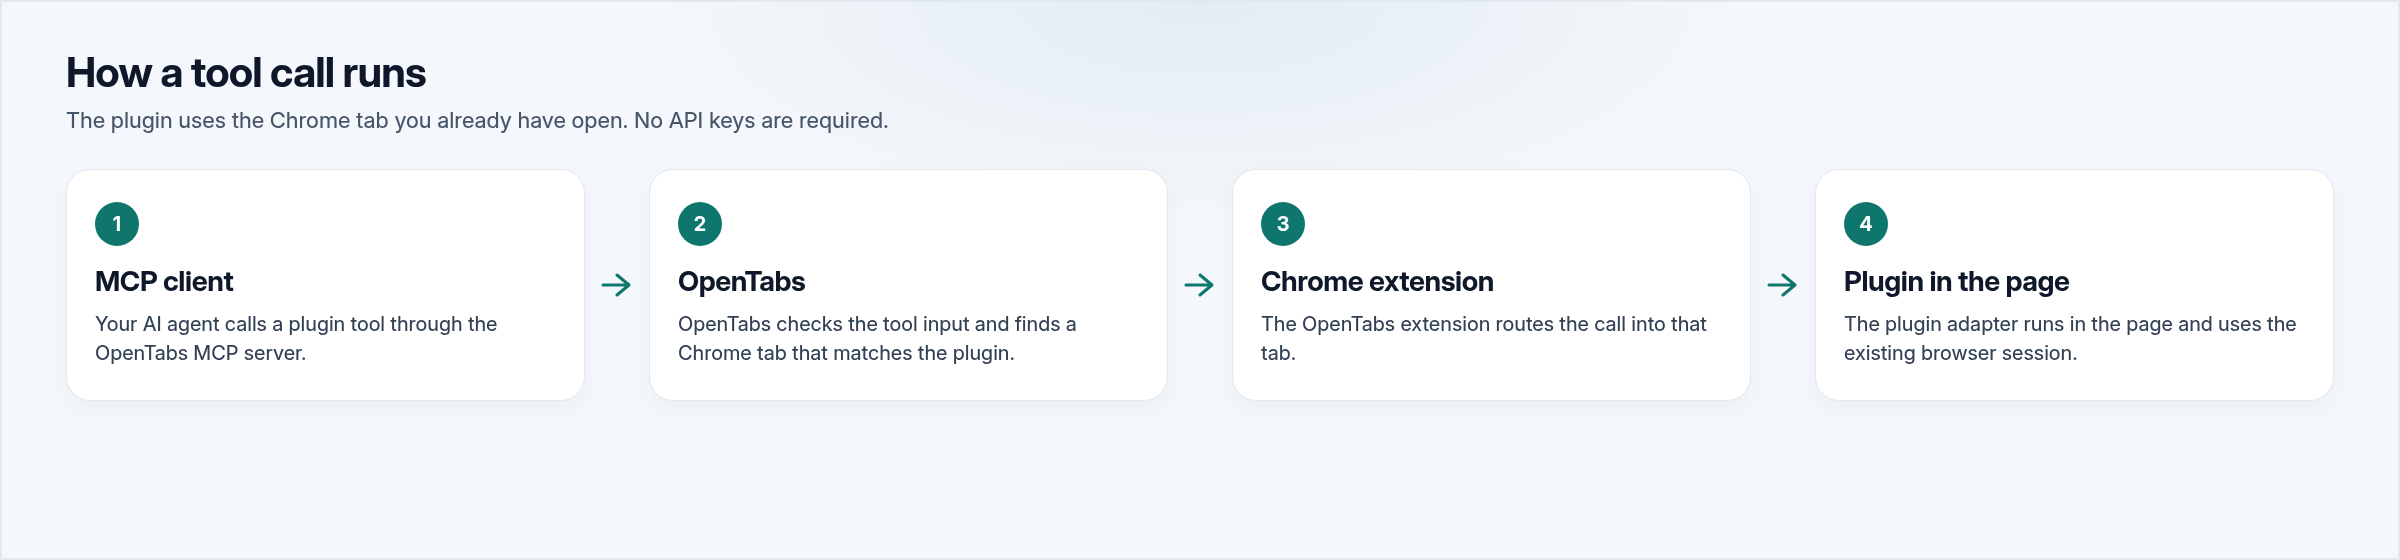 How a tool call runs
The plugin uses the Chrome tab you already have open. No API keys are required.
1
MCP client
Your AI agent calls a plugin tool through the
OpenTabs MCP server.
2
OpenTabs
OpenTabs checks the tool input and finds a
Chrome tab that matches the plugin.
3
Chrome extension
The OpenTabs extension routes the call into that
tab.
4
Plugin in the page
The plugin adapter runs in the page and uses the
existing browser session.